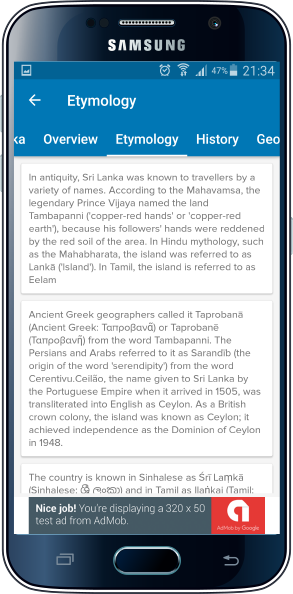 SAMSUNG
47% 21:34
Etymology
ka Overview Etymology History Geo
In antiquity, Sri Lanka was known to travellers by a
variety of names. According to the Mahavamsa, the
legendary Prince Vijaya named the land
Tambapanni ('copper-red hands' or 'copper-red
earth'), because his followers' hands were reddened
by the red soil of the area. In Hindu mythology, such
as the Mahabharata, the island was referred to as
Lankā ('Island'). In Tamil, the island is referred to as
Eelam
Ancient Greek geographers called it Taprobanā
(Ancient Greek: Ταπροβανᾶ) or Taprobanē
(Ταπροβανῆ) from the word Tambapanni. The
Persians and Arabs referred to it as Sarandīb (the
origin of the word 'serendipity') from the word
Cerentivu.Ceilão, the name given to Sri Lanka by
the Portuguese Empire when it arrived in 1505, was
transliterated into English as Ceylon. As a British
crown colony, the island was known as Ceylon; it
achieved independence as the Dominion of Ceylon
in 1948.
The country is known in Sinhalese as Śrī Laṃkā
(Sinhalese: ශ්‍රී ලංකා) and in Tamil as Ilaṅkai (Tamil:
Nice job! You're displaying a 320 x 50
test ad from AdMob.
AdMob by Google